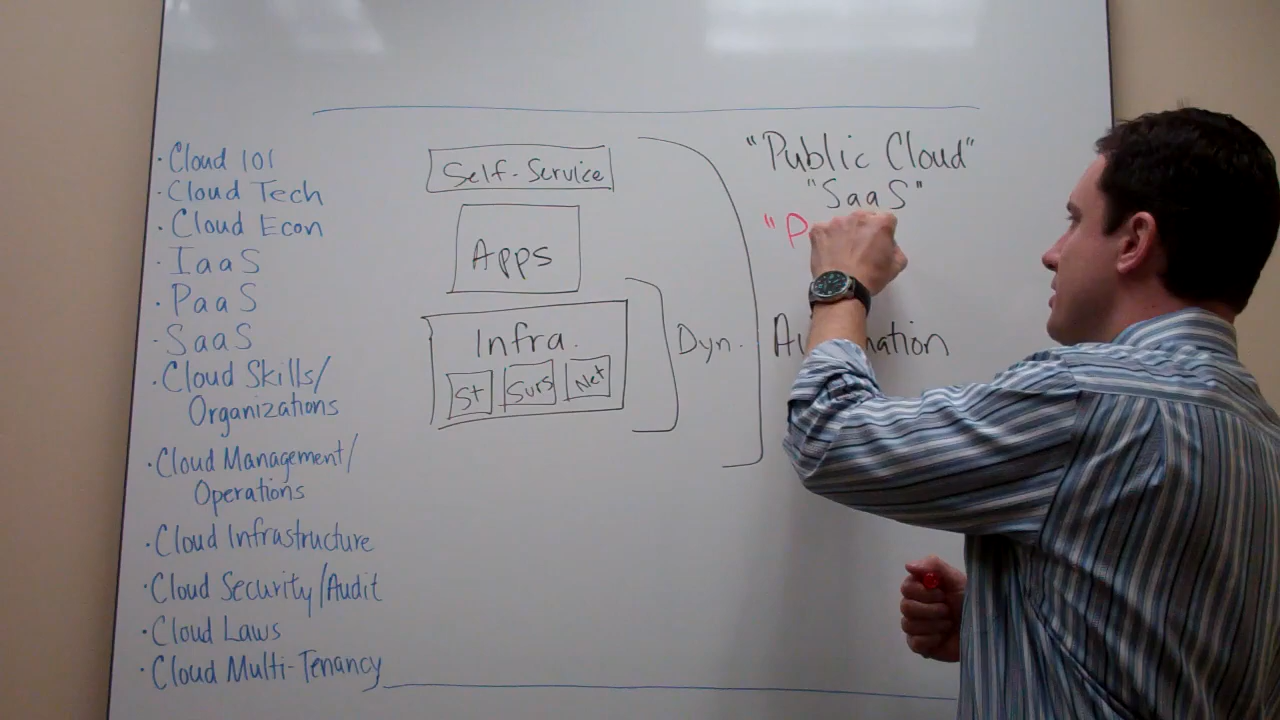 · Cloud 101
· Cloud Tech
· Cloud Econ
· IaaS
· PaaS
· SaaS
· Cloud Skills/
Organizations
· Cloud Management/
Operations
· Cloud Infrastructure
· Cloud Security/Audit
· Cloud Laws
· Cloud Multi-Tenancy
Self-Service
Apps
Infra.
St
Surs
Net
Dyn.
"Public Cloud"
"SaaS"
"P